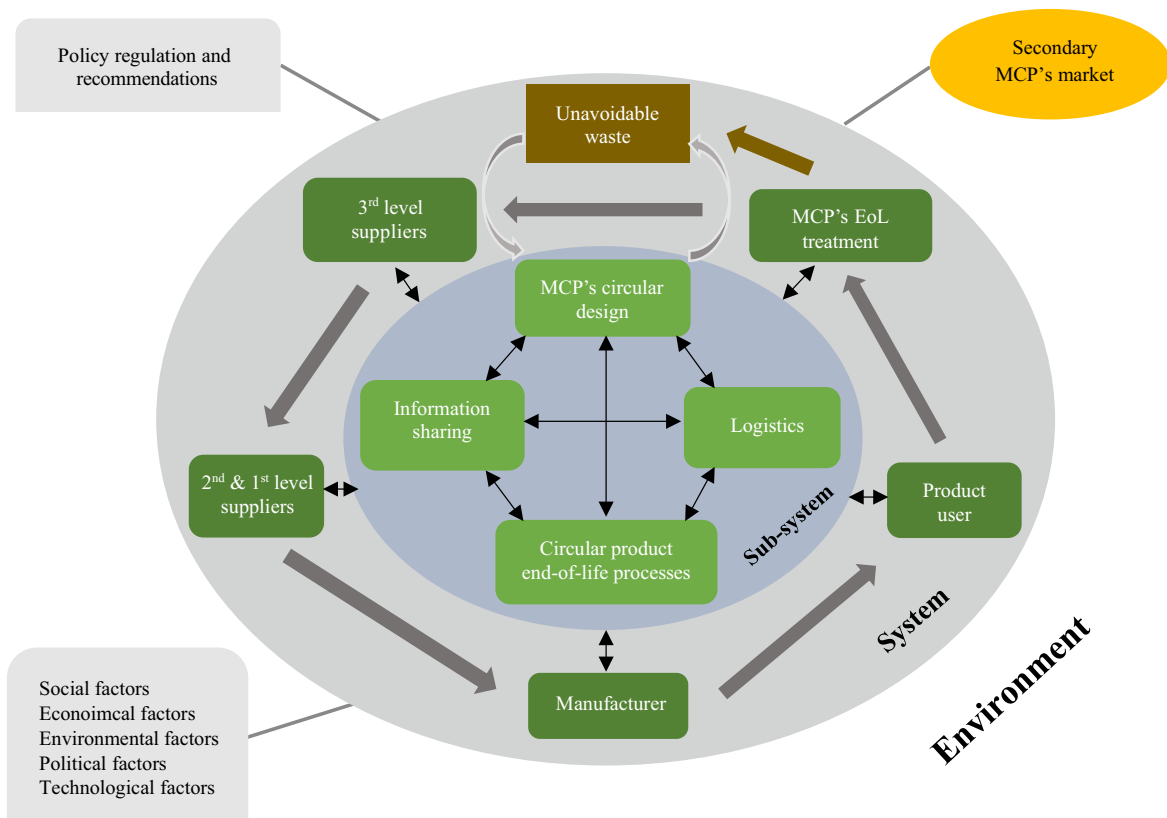 Policy regulation and
recommendations
Secondary
MCP's market
Unavoidable
waste
3rd level
suppliers
MCP's EoL
treatment
MCP's circular
design
Information
sharing
Logistics
2nd & 1st level
suppliers
Product
user
Circular product
end-of-life processes
Sub-system
System
Environment
Manufacturer
Social factors
Econoimcal factors
Environmental factors
Political factors
Technological factors